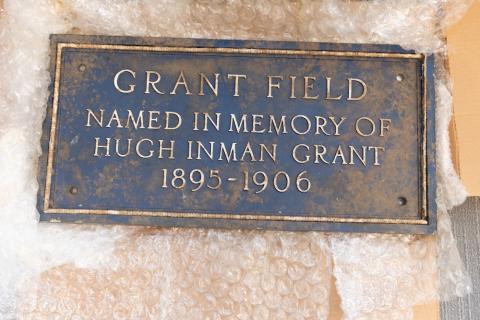 GRANT FIELD
NAMED IN MEMORY OF
HUGH INMAN GRANT
1895-1906